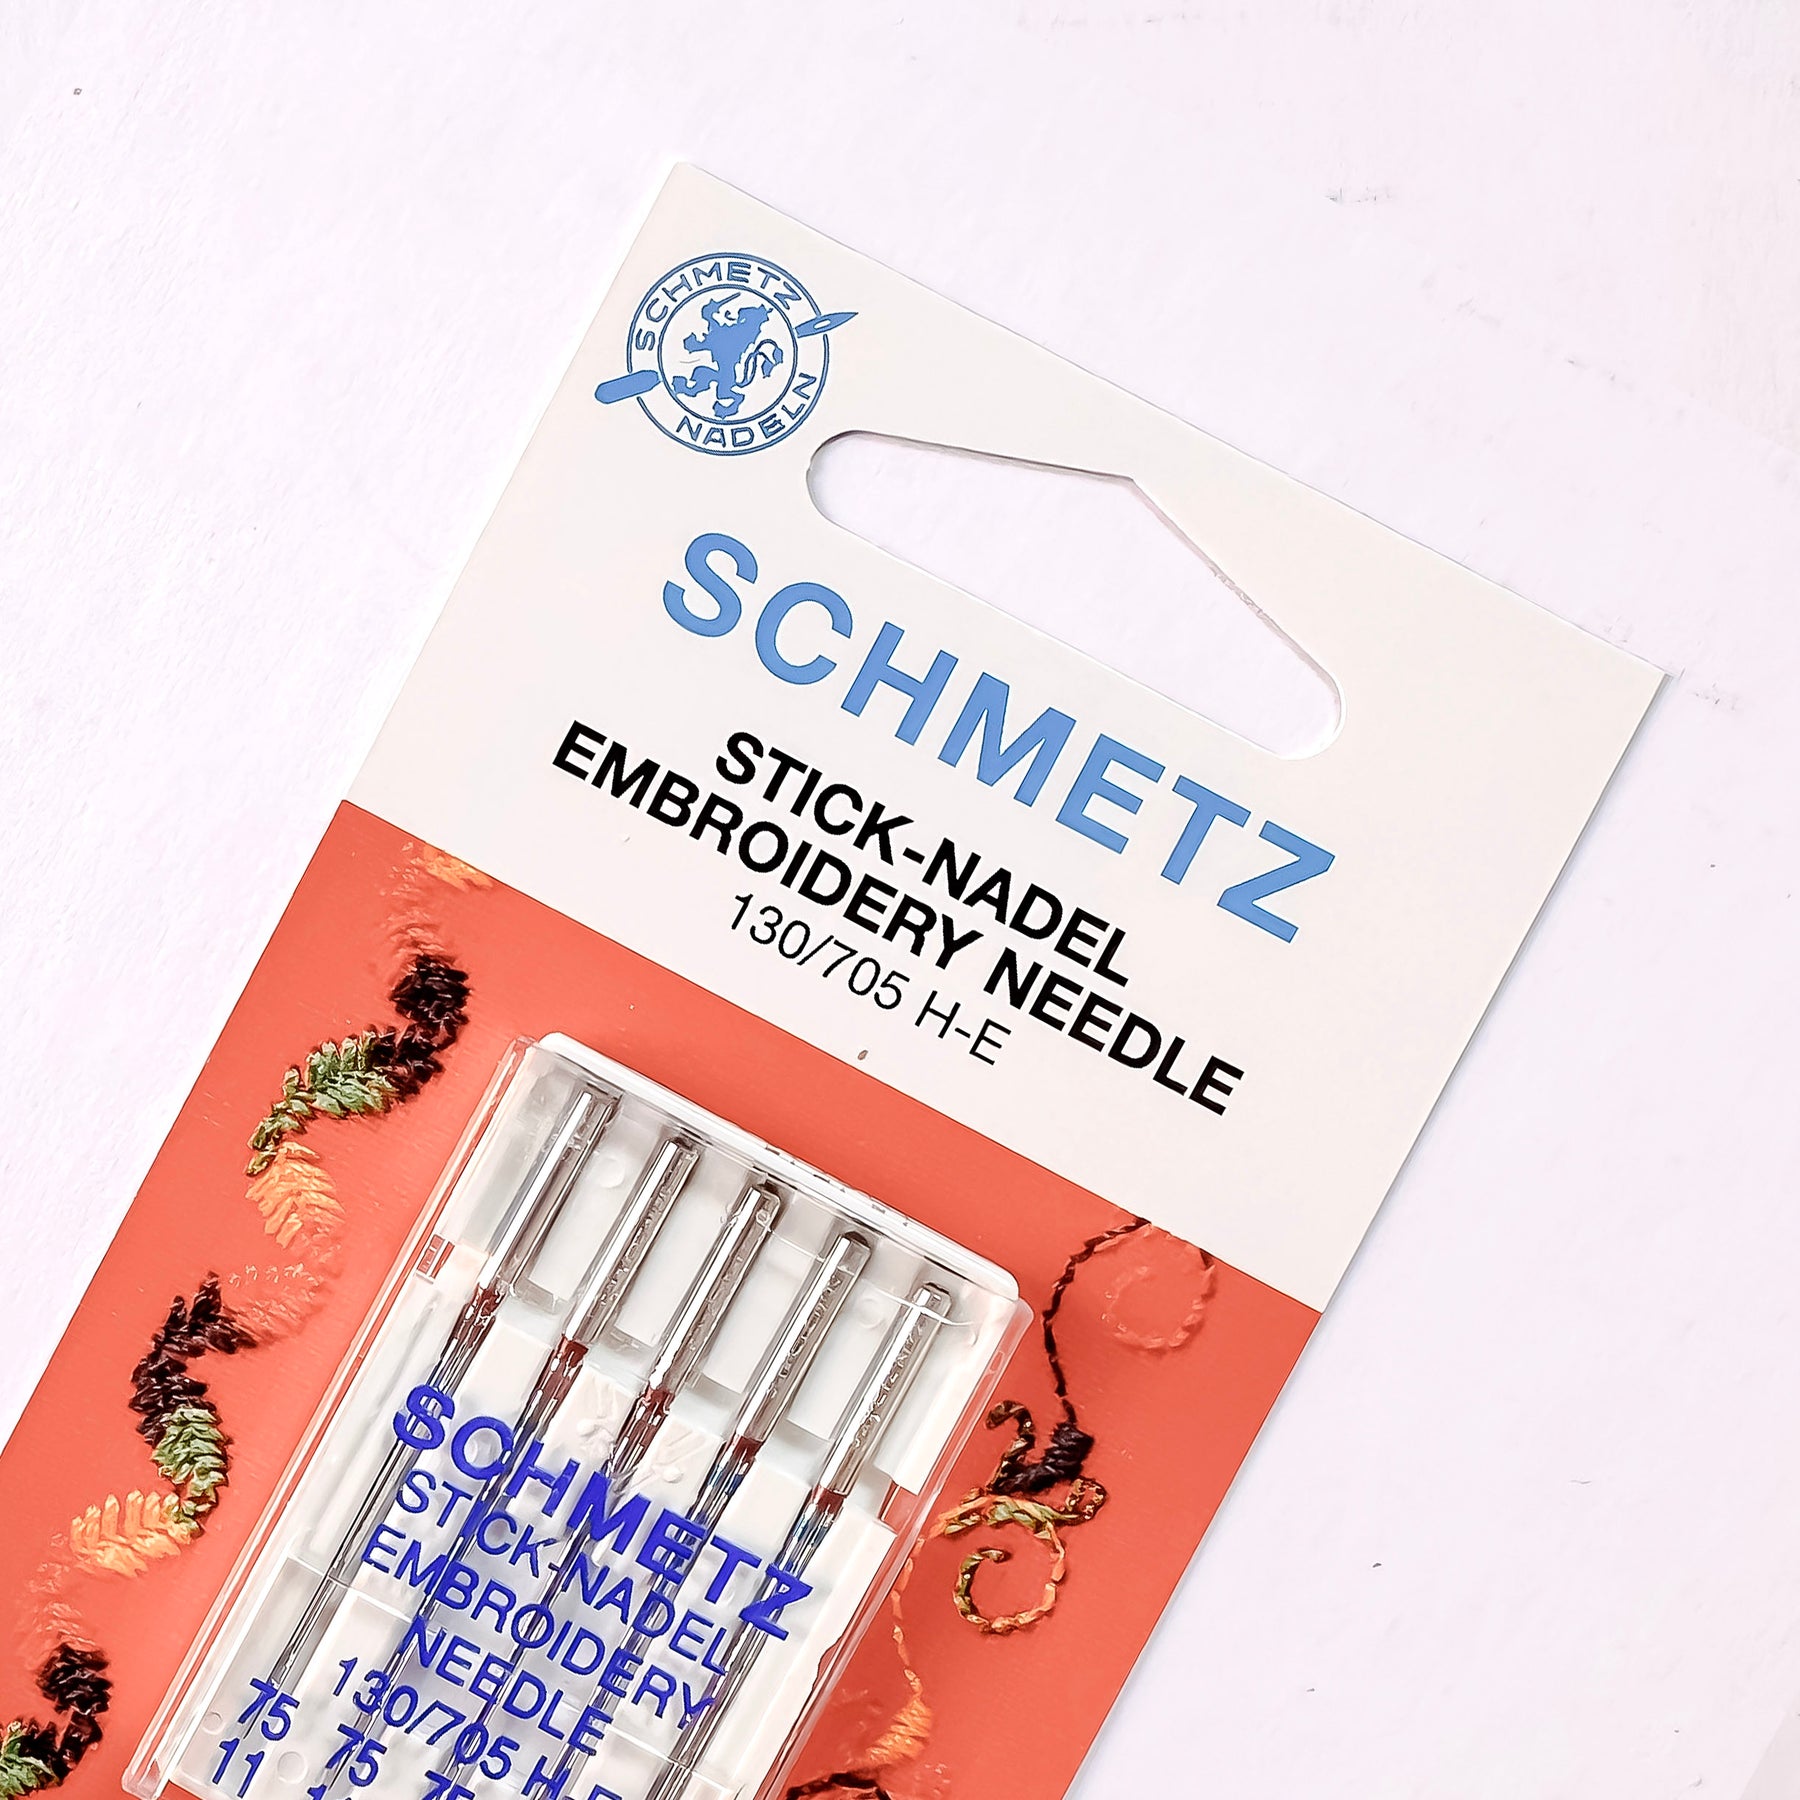 SCHMETZ
NADELN
SCHMETZ
STICK-NADEL
EMBROIDERY NEEDLE
130/705 H-E
SCHMETZ
STICK-NADEL
EMBROIDERY
NEEDLE
130/705 H-E
75 75 75
11